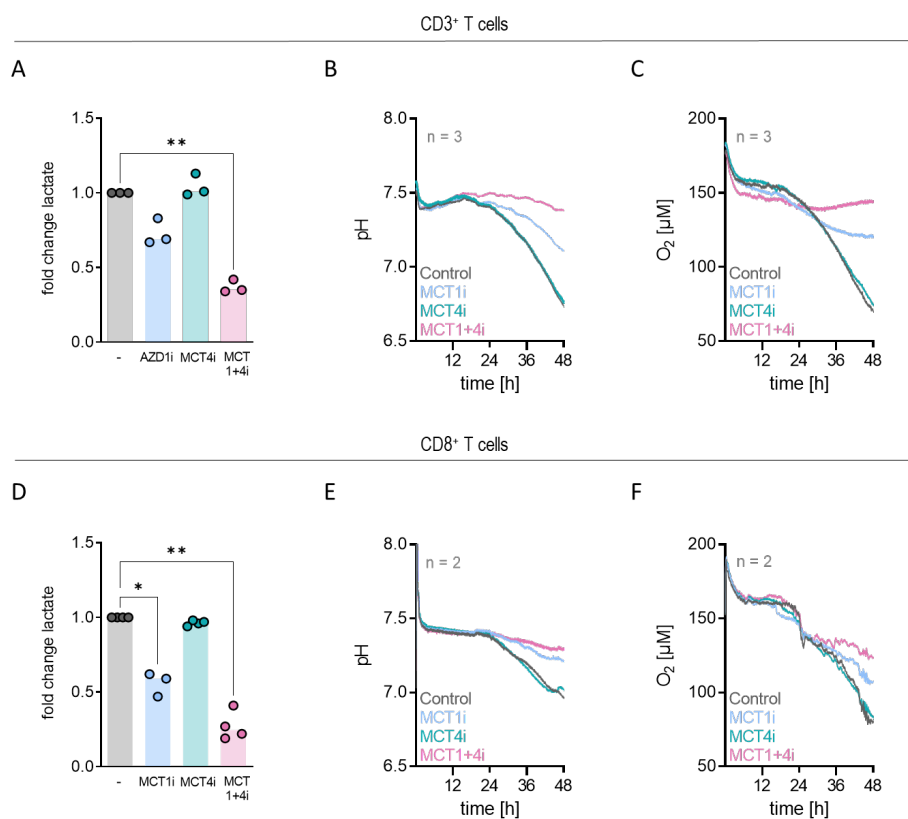 CD3⁺ T cells
A
B
C
fold change lactate
1.5
1.0
0.5
0.0
**
-
AZD1i
MCT4i
MCT
1+4i
pH
8.0
7.5
7.0
6.5
n = 3
Control
MCT1i
MCT4i
MCT1+4i
12 24 36 48
time [h]
O₂ [µM]
200
150
100
50
n = 3
Control
MCT1i
MCT4i
MCT1+4i
12 24 36 48
time [h]
CD8⁺ T cells
D
E
F
fold change lactate
1.5
1.0
0.5
0.0
**
*
-
MCT1i
MCT4i
MCT
1+4i
pH
8.0
7.5
7.0
6.5
n = 2
Control
MCT1i
MCT4i
MCT1+4i
12 24 36 48
time [h]
O₂ [µM]
200
150
100
50
n = 2
Control
MCT1i
MCT4i
MCT1+4i
12 24 36 48
time [h]